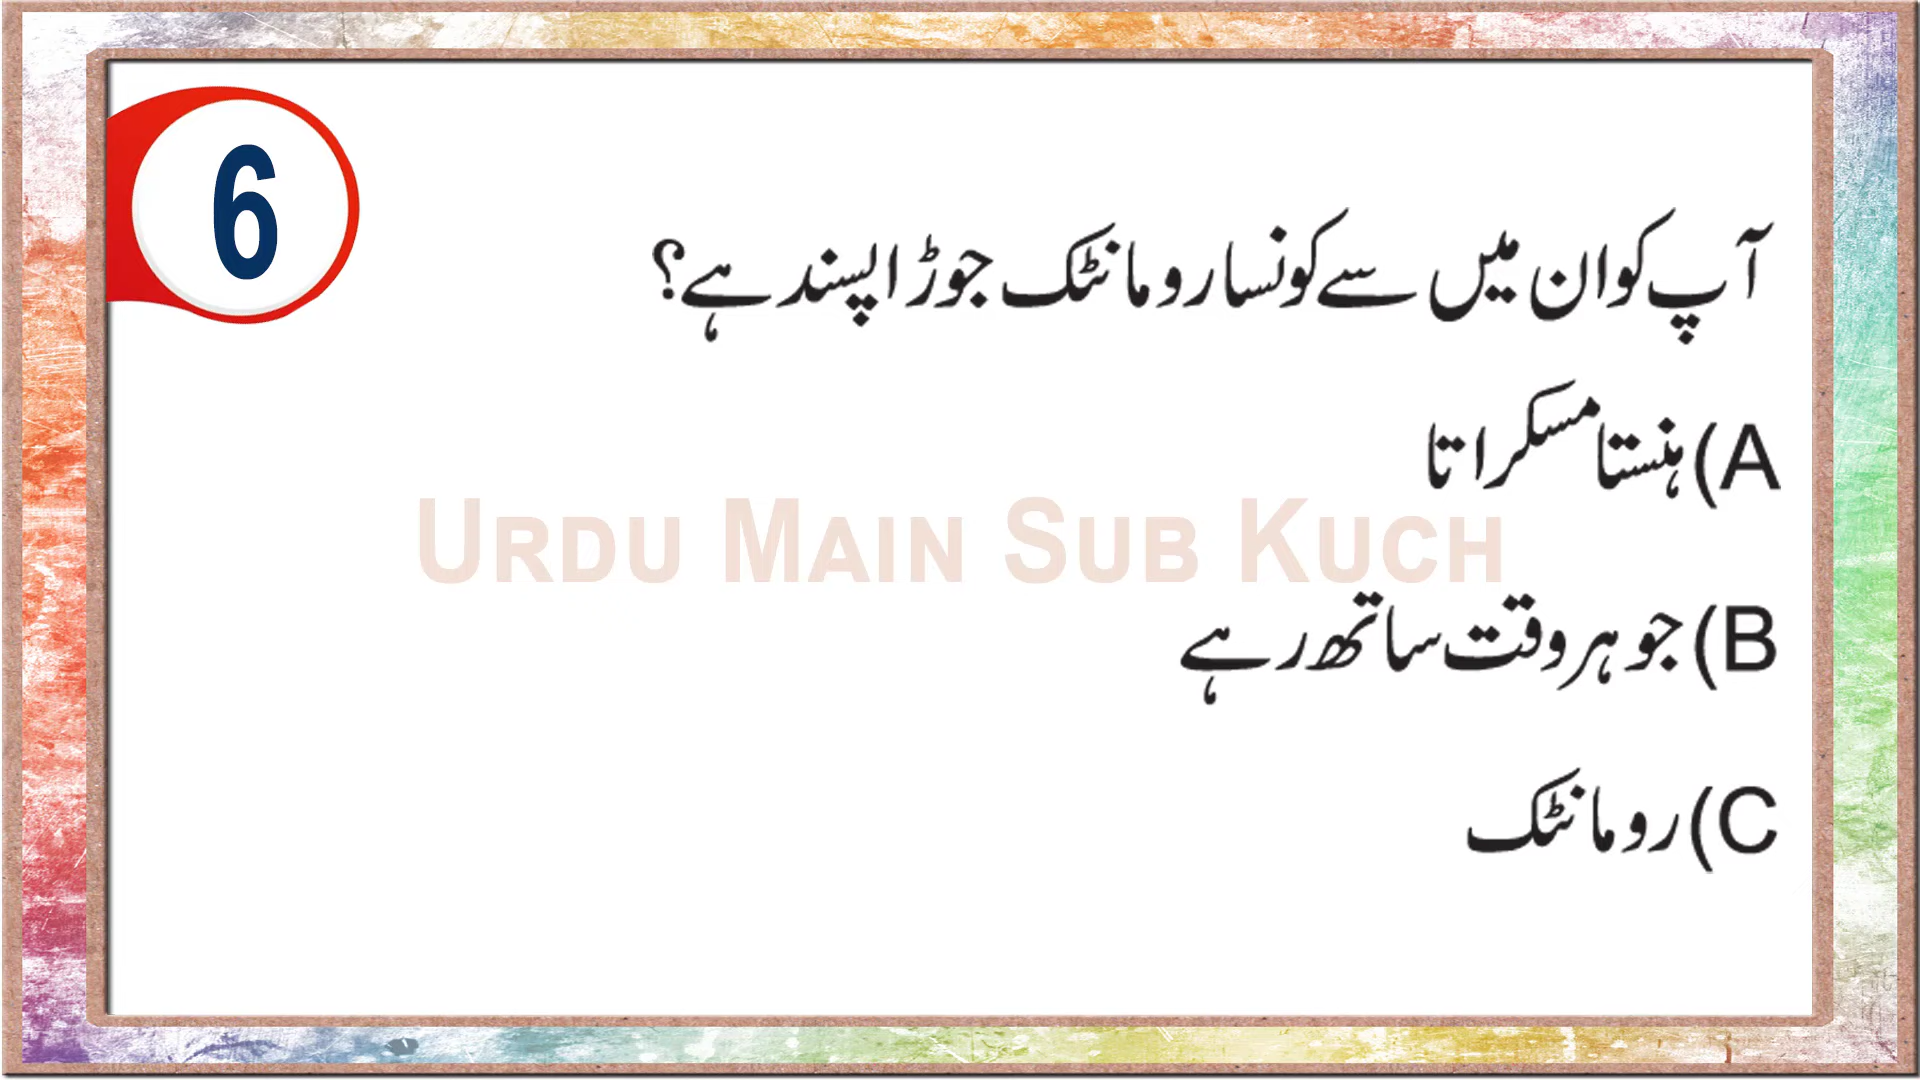 6
آپ کو ان میں سے کونسا رومانٹک جوڑا پسند ہے؟
A) ہنستا مسکراتا
Urdu Main Sub Kuch
B) جو ہر وقت ساتھ رہے
C) رومانٹک